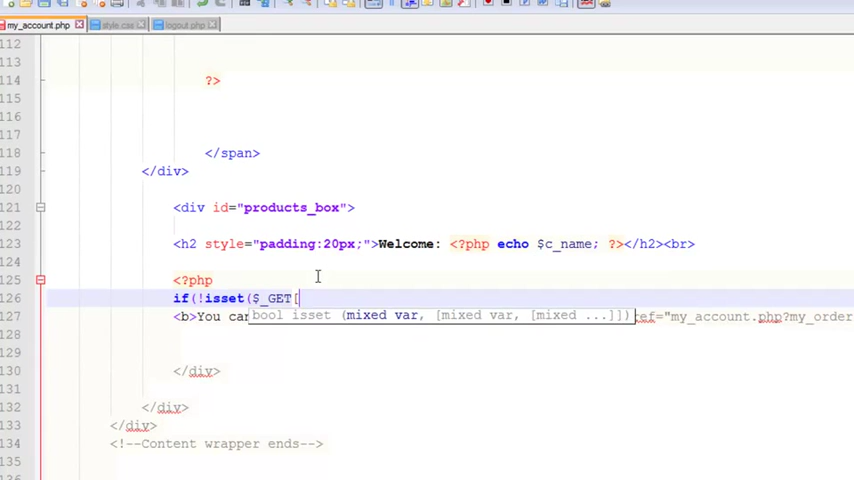 my_account.php style.css logout.php
112
113
114 ?>
115
116
117
118 </span>
119 </div>
120
121 <div id="products_box">
122
123 <h2 style="padding:20px;">Welcome: <?php echo $c_name; ?></h2><br>
124
125 <?php
126 if(!isset($_GET[
127 <b>You can bool isset (mixed var, [mixed var, [mixed ...]]) ref="my_account.php?my_order
128
129
130 </div>
131
132 </div>
133 </div>
134 <!--Content wrapper ends-->
135